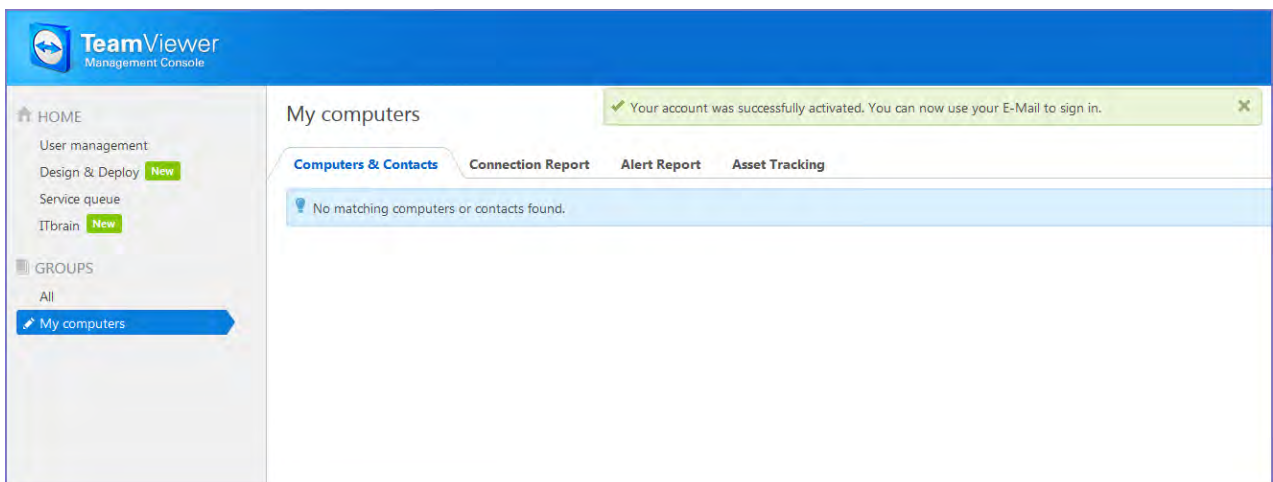 TeamViewer
Management Console
HOME
User management
Design & Deploy New
Service queue
ITbrain New
GROUPS
All
My computers
My computers
Your account was successfully activated. You can now use your E-Mail to sign in.
Computers & Contacts Connection Report Alert Report Asset Tracking
No matching computers or contacts found.